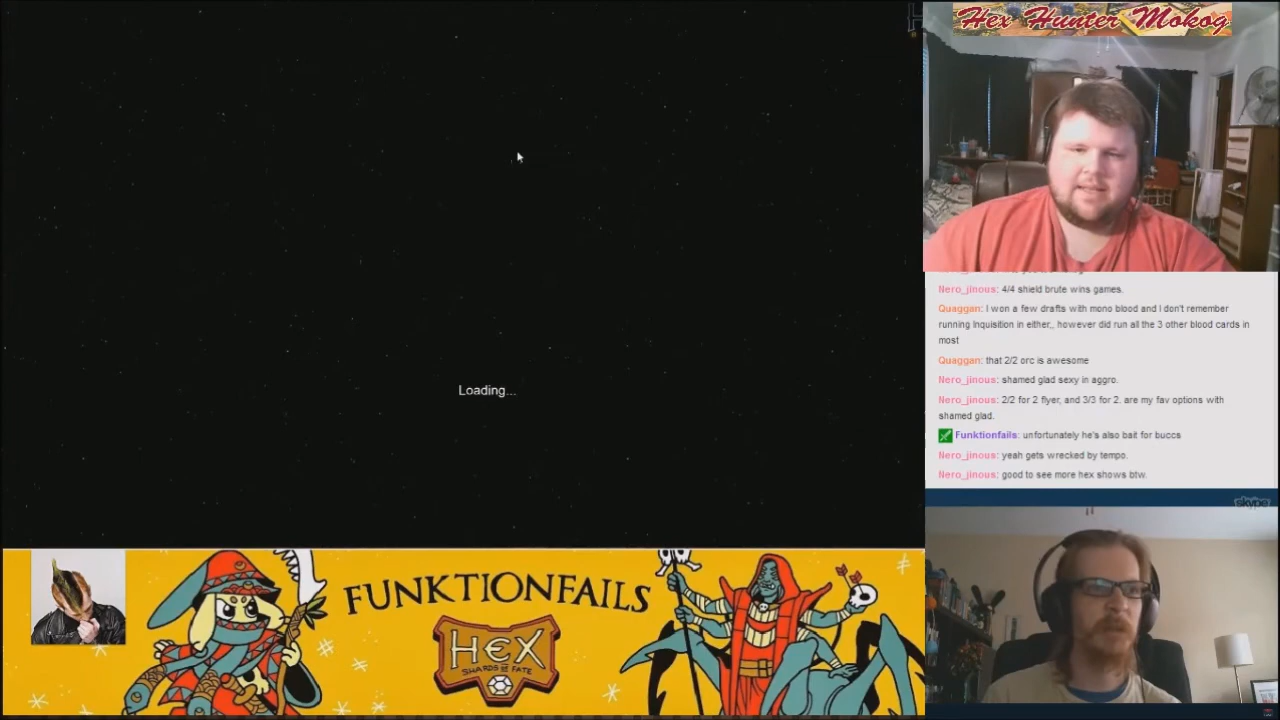 Hex Hunter Mokog
Nero_jinous: 4/4 shield brute wins games.
Quaggan: I won a few drafts with mono blood and I don't remember
running Inquisition in either,, however did run all the 3 other blood cards in
most
Quaggan: that 2/2 orc is awesome
Nero_jinous: shamed glad sexy in aggro.
Nero_jinous: 2/2 for 2 flyer, and 3/3 for 2. are my fav options with
shamed glad.
Funktionfails: unfortunately he's also bait for buccs
Nero_jinous: yeah gets wrecked by tempo.
Nero_jinous: good to see more hex shows btw.
Loading...
skype
FUNKTIONFAILS
HEX
SHARDS OF FATE